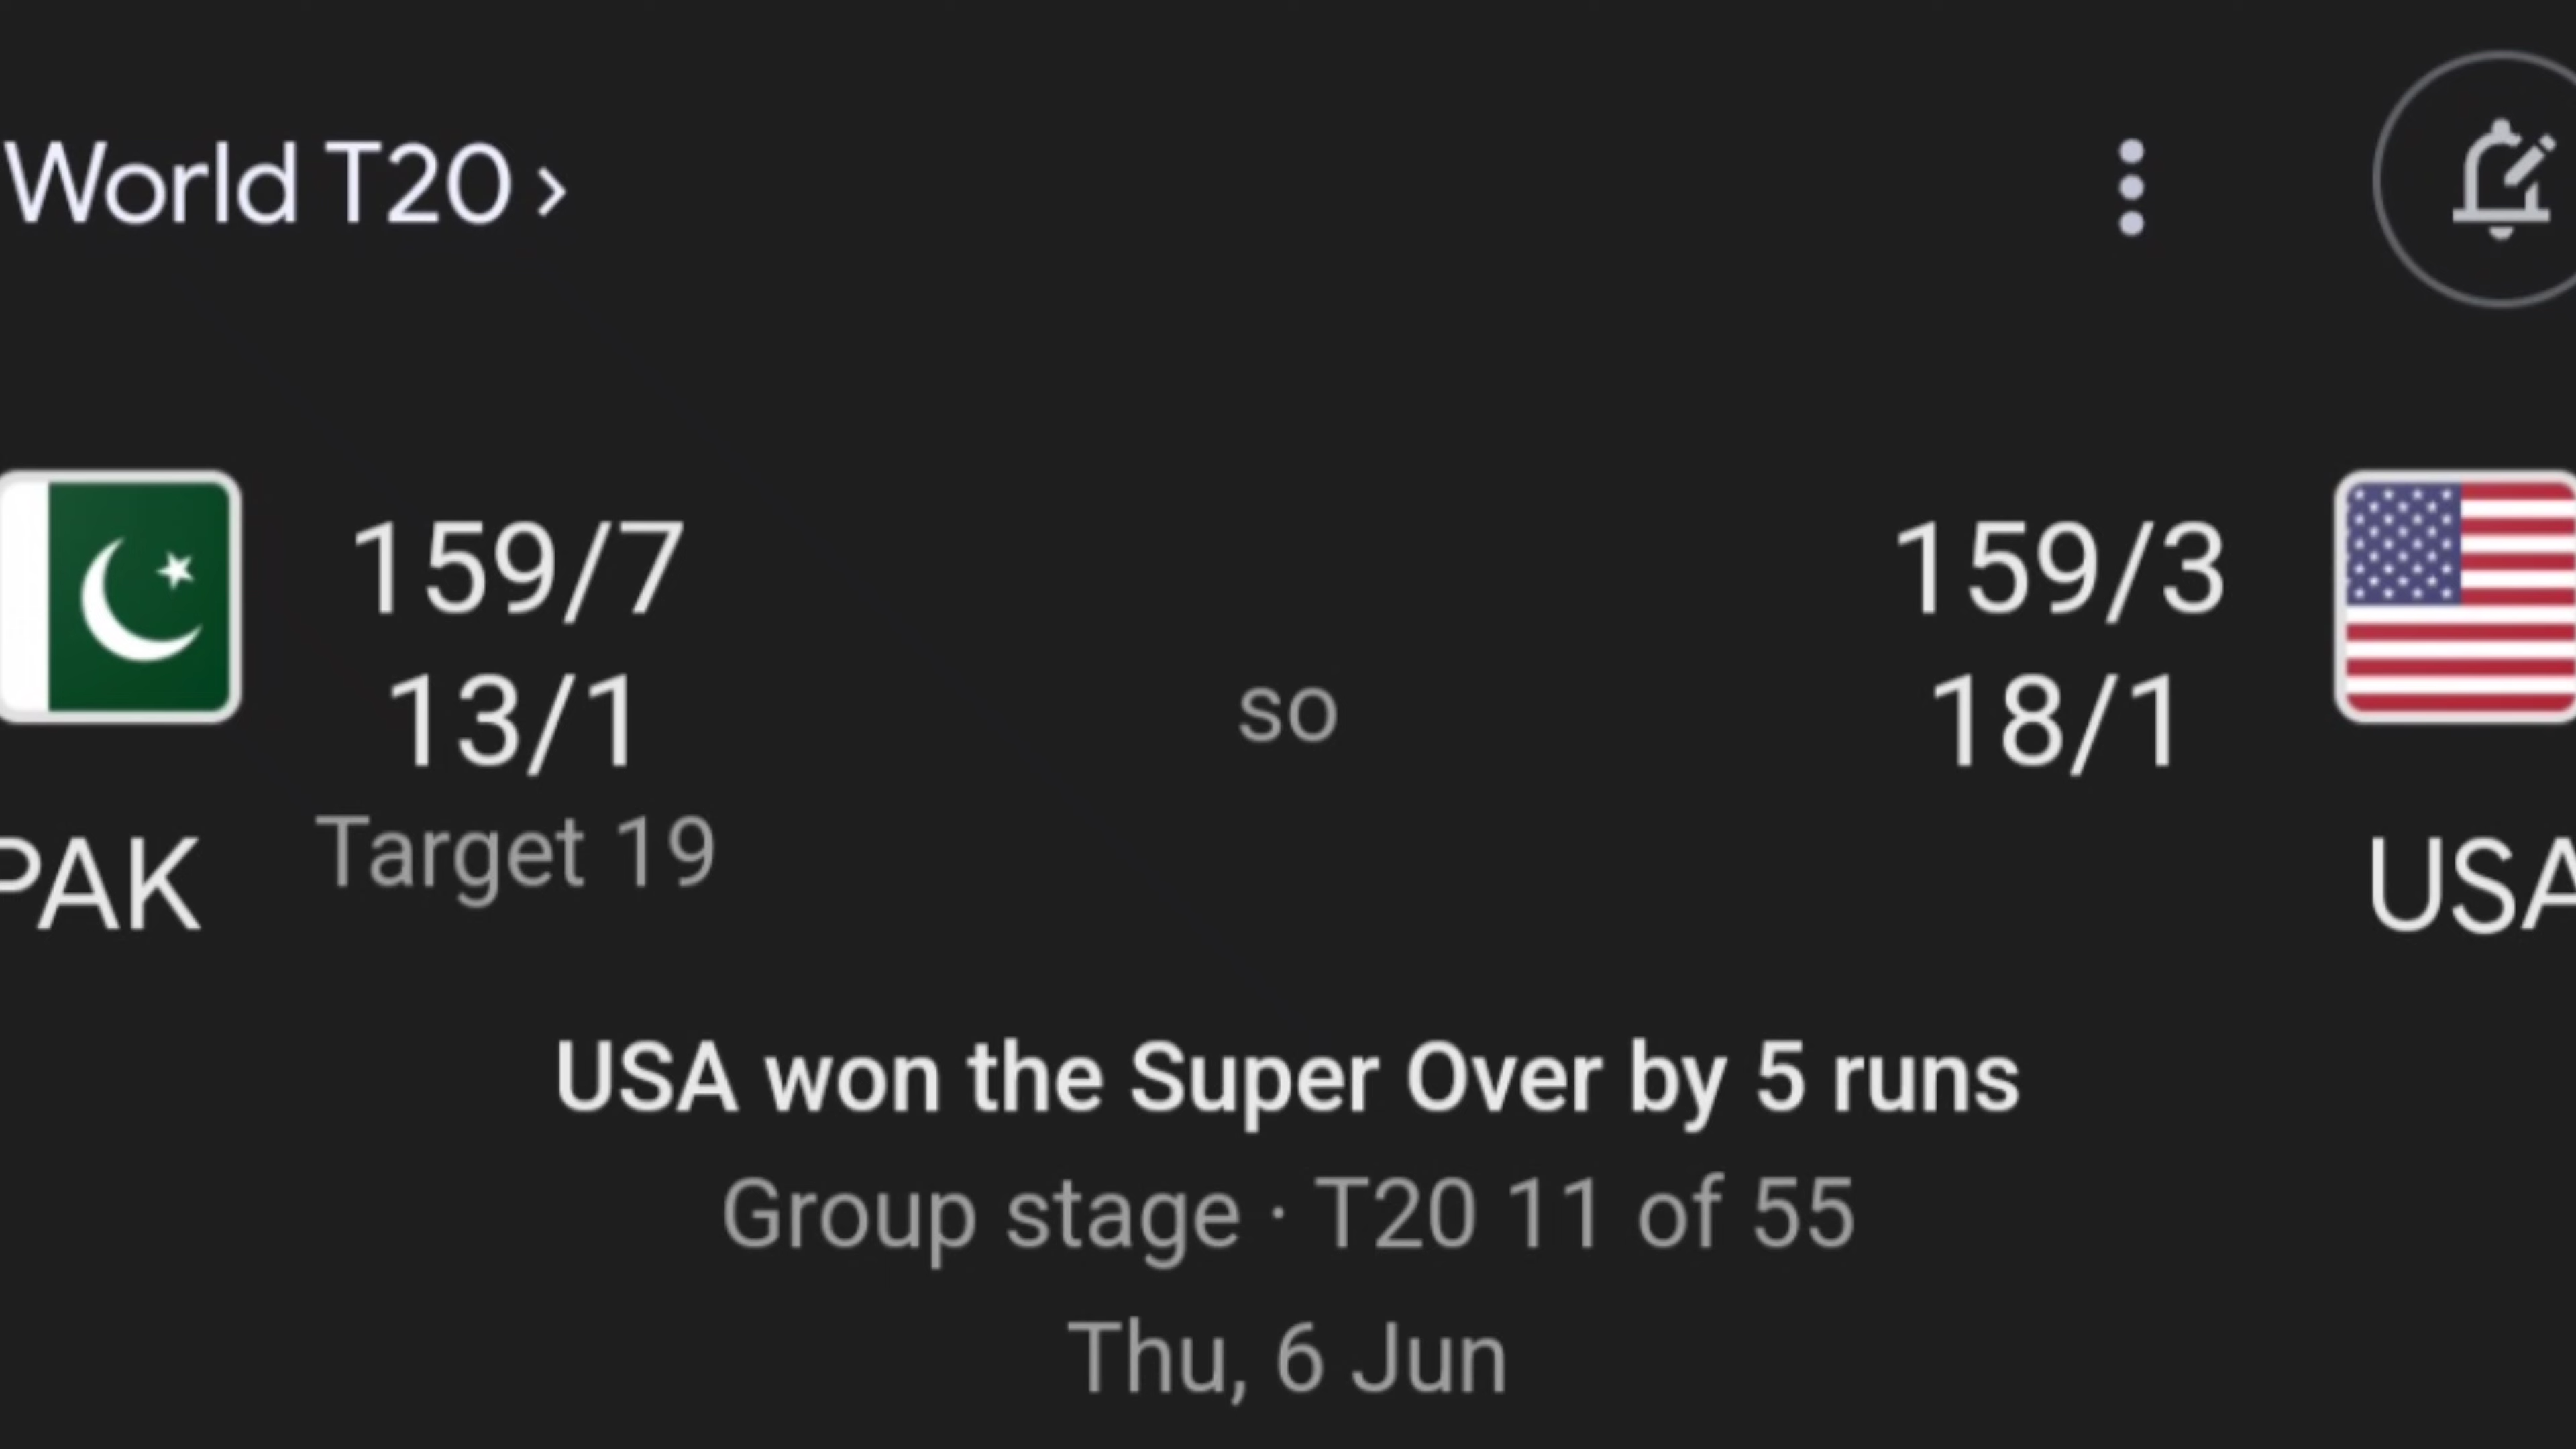 World T20 >
159/7
159/3
13/1
so
18/1
Target 19
PAK
USA
USA won the Super Over by 5 runs
Group stage · T20 11 of 55
Thu, 6 Jun